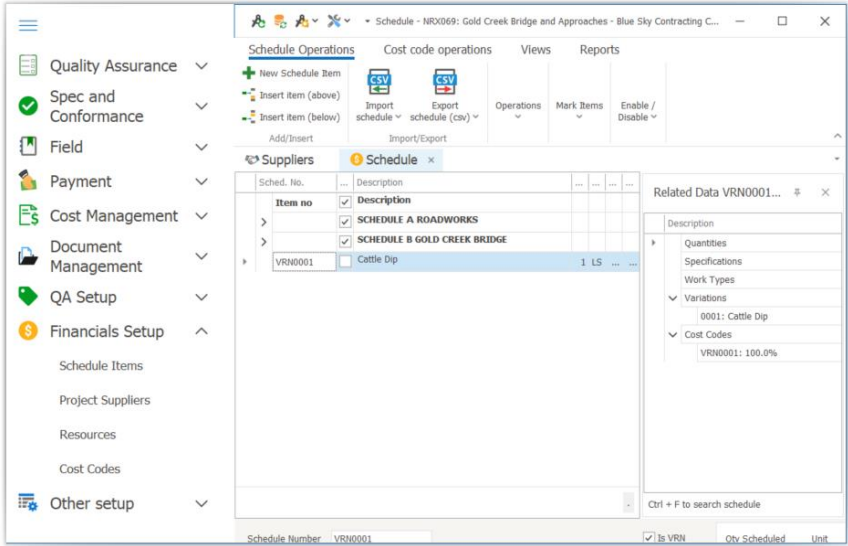 Schedule - NRX069: Gold Creek Bridge and Approaches - Blue Sky Contracting C...
Quality Assurance
Spec and
Conformance
Field
Payment
Cost Management
Document
Management
QA Setup
Financials Setup
Schedule Items
Project Suppliers
Resources
Cost Codes
Other setup
Schedule Operations Cost code operations Views Reports
New Schedule Item
Insert item (above)
Insert item (below)
Add/Insert
CSV
Import
schedule
CSV
Export
schedule (csv)
Import/Export
Operations
Mark Items
Enable /
Disable
Suppliers Schedule ×
Sched. No. ... Description ... ... ... ...
Item no Description
SCHEDULE A ROADWORKS
SCHEDULE B GOLD CREEK BRIDGE
VRN0001 Cattle Dip 1 LS ... ...
Related Data VRN0001...
Description
Quantities
Specifications
Work Types
Variations
0001: Cattle Dip
Cost Codes
VRN0001: 100.0%
Ctrl + F to search schedule
Schedule Number VRN0001 Is VRN Qty Scheduled Unit